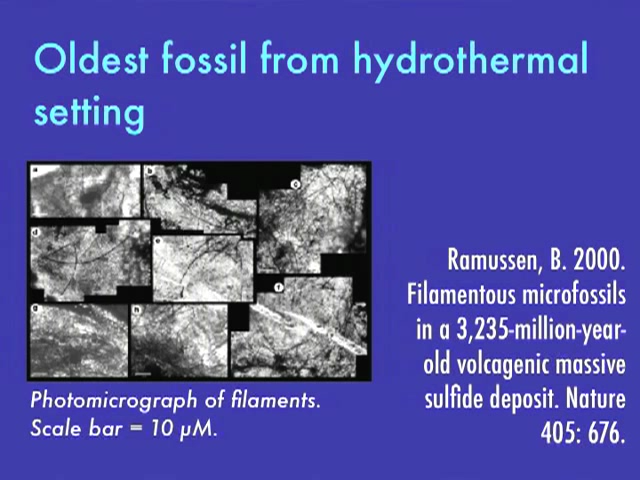 Oldest fossil from hydrothermal
setting
a
b
c
d
e
f
g
h
Photomicrograph of filaments.
Scale bar = 10 µM.
Ramussen, B. 2000.
Filamentous microfossils
in a 3,235-million-year-
old volcagenic massive
sulfide deposit. Nature
405: 676.